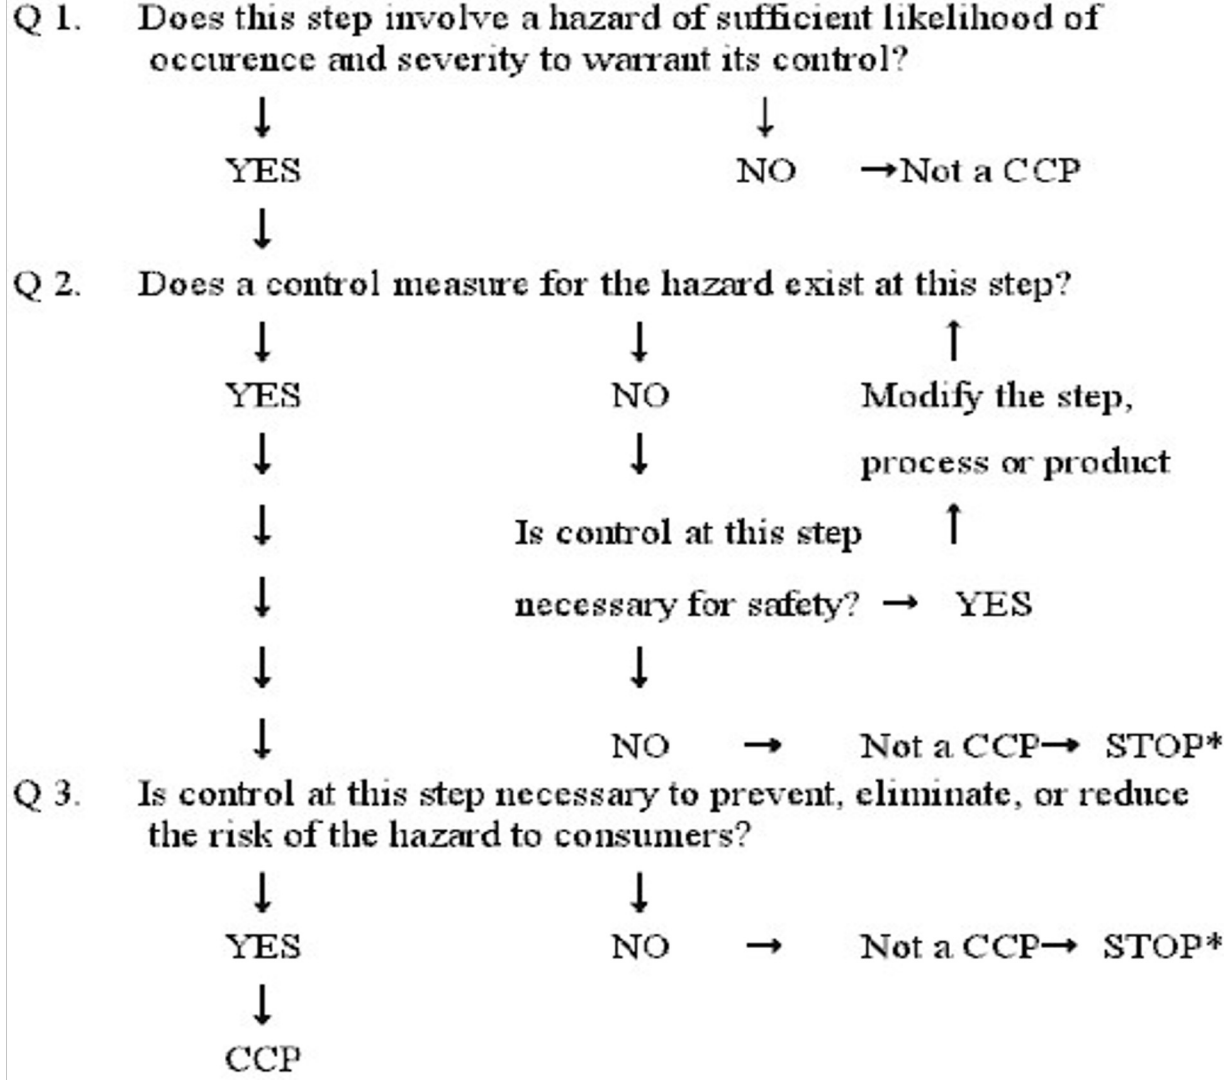 Q 1. Does this step involve a hazard of sufficient likelihood of
occurence and severity to warrant its control?
↓ ↓
YES NO →Not a CCP
↓
Q 2. Does a control measure for the hazard exist at this step?
↓ ↓ ↑
YES NO Modify the step,
↓ ↓ process or product
↓ Is control at this step ↑
↓ necessary for safety? → YES
↓ ↓
↓ NO → Not a CCP→ STOP*
Q 3. Is control at this step necessary to prevent, eliminate, or reduce
the risk of the hazard to consumers?
↓ ↓
YES NO → Not a CCP→ STOP*
↓
CCP